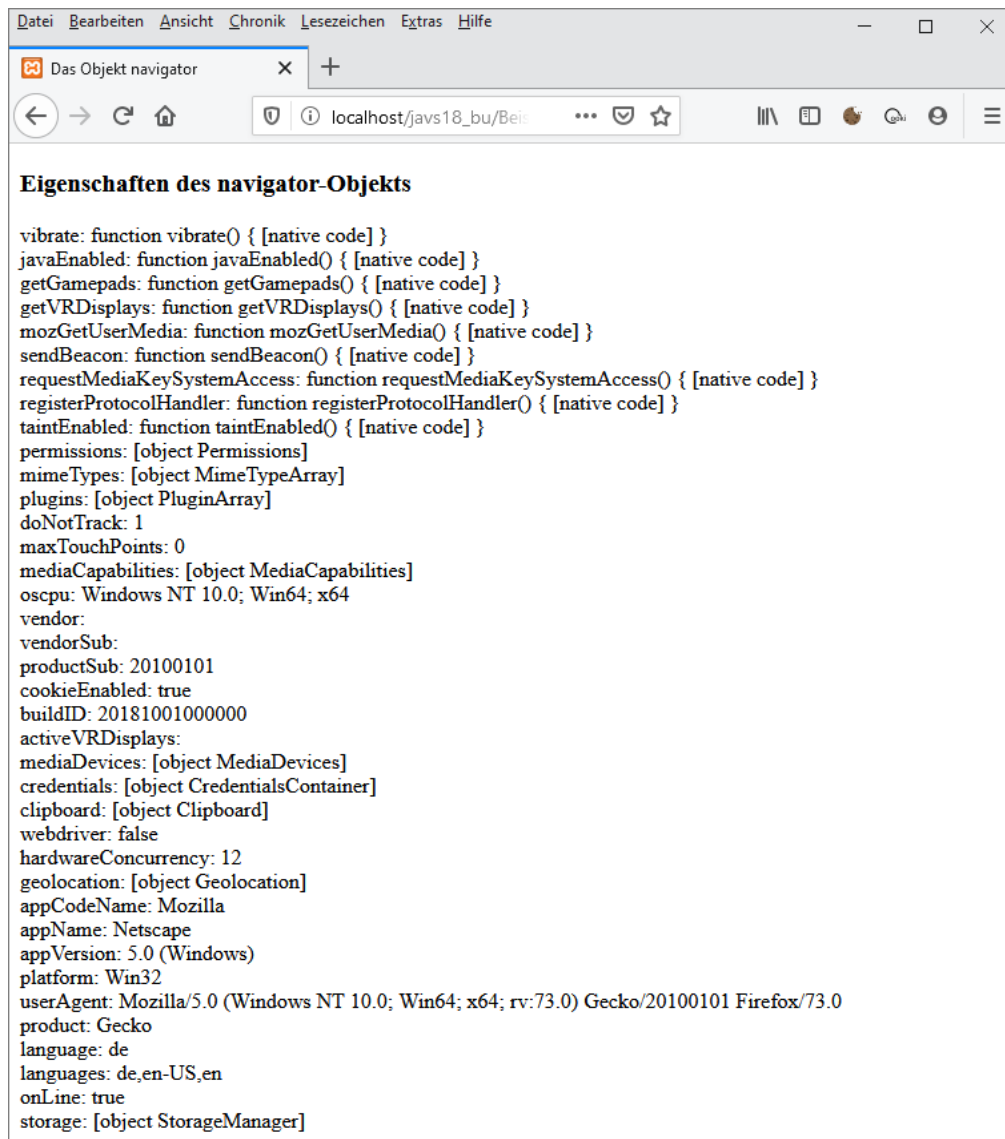 Datei Bearbeiten Ansicht Chronik Lesezeichen Extras Hilfe
Das Objekt navigator
localhost/javs18_bu/Beis
Eigenschaften des navigator-Objekts
vibrate: function vibrate() { [native code] }
javaEnabled: function javaEnabled() { [native code] }
getGamepads: function getGamepads() { [native code] }
getVRDisplays: function getVRDisplays() { [native code] }
mozGetUserMedia: function mozGetUserMedia() { [native code] }
sendBeacon: function sendBeacon() { [native code] }
requestMediaKeySystemAccess: function requestMediaKeySystemAccess() { [native code] }
registerProtocolHandler: function registerProtocolHandler() { [native code] }
taintEnabled: function taintEnabled() { [native code] }
permissions: [object Permissions]
mimeTypes: [object MimeTypeArray]
plugins: [object PluginArray]
doNotTrack: 1
maxTouchPoints: 0
mediaCapabilities: [object MediaCapabilities]
oscpu: Windows NT 10.0; Win64; x64
vendor:
vendorSub:
productSub: 20100101
cookieEnabled: true
buildID: 20181001000000
activeVRDisplays:
mediaDevices: [object MediaDevices]
credentials: [object CredentialsContainer]
clipboard: [object Clipboard]
webdriver: false
hardwareConcurrency: 12
geolocation: [object Geolocation]
appCodeName: Mozilla
appName: Netscape
appVersion: 5.0 (Windows)
platform: Win32
userAgent: Mozilla/5.0 (Windows NT 10.0; Win64; x64; rv:73.0) Gecko/20100101 Firefox/73.0
product: Gecko
language: de
languages: de,en-US,en
onLine: true
storage: [object StorageManager]